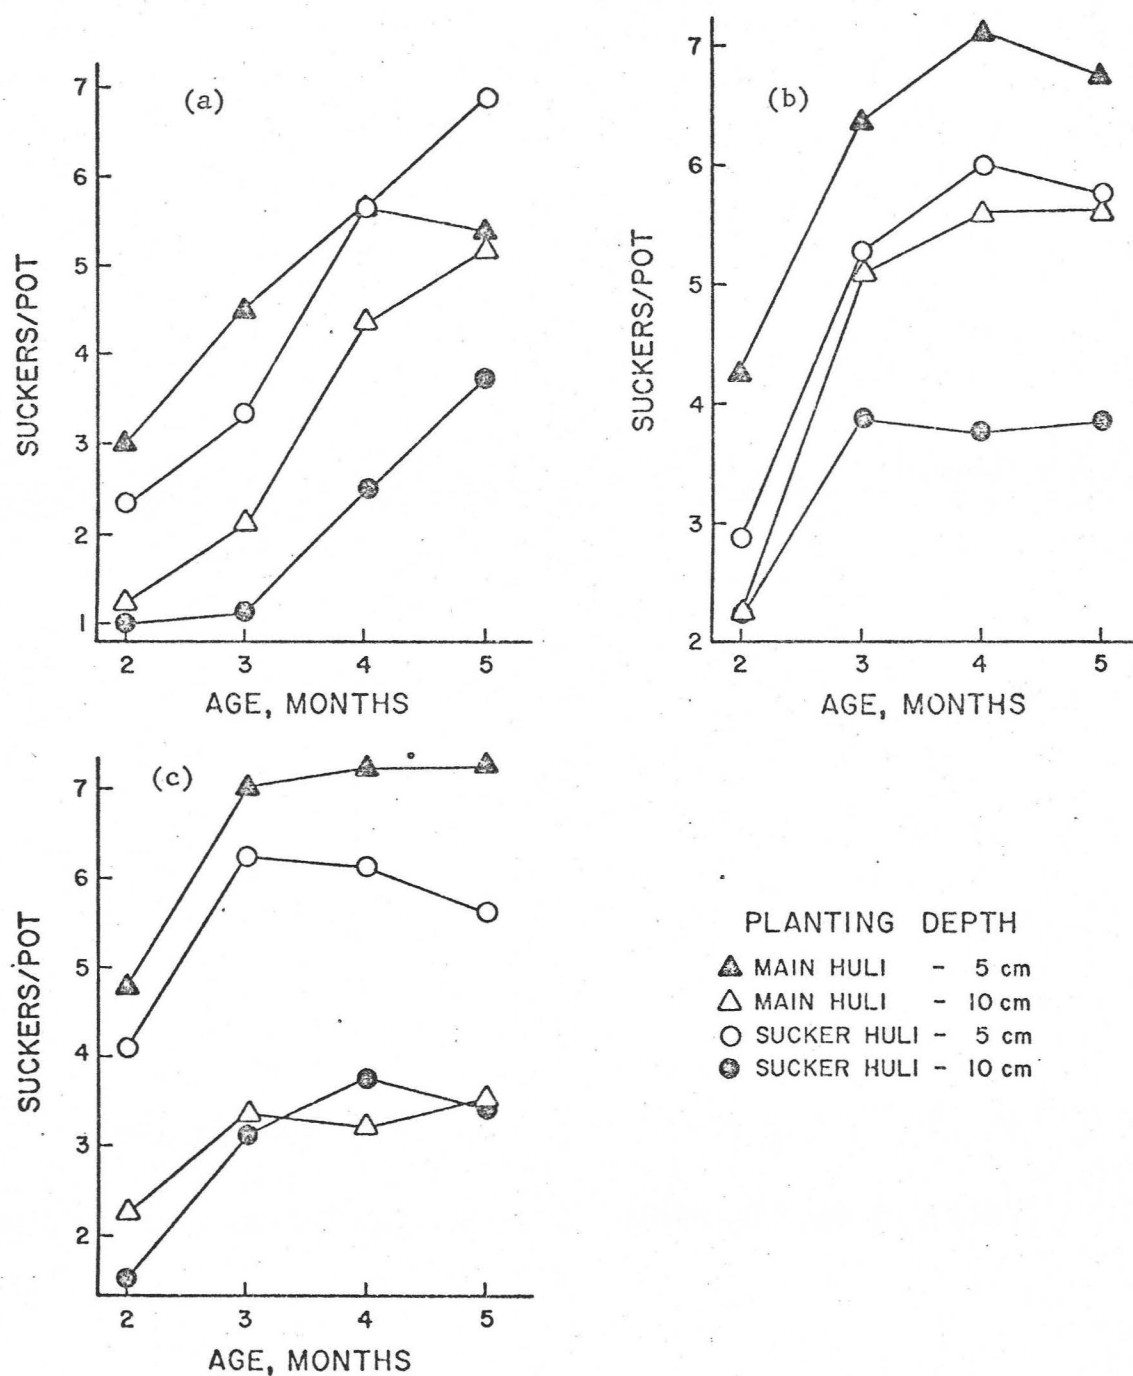 (a)
7
6
5
4
3
2
1
SUCKERS/POT
2 3 4 5
AGE, MONTHS
(b)
7
6
5
4
3
2
SUCKERS/POT
2 3 4 5
AGE, MONTHS
(c)
7
6
5
4
3
2
SUCKERS/POT
2 3 4 5
AGE, MONTHS
PLANTING DEPTH
MAIN HULI - 5 cm
MAIN HULI - 10 cm
SUCKER HULI - 5 cm
SUCKER HULI - 10 cm